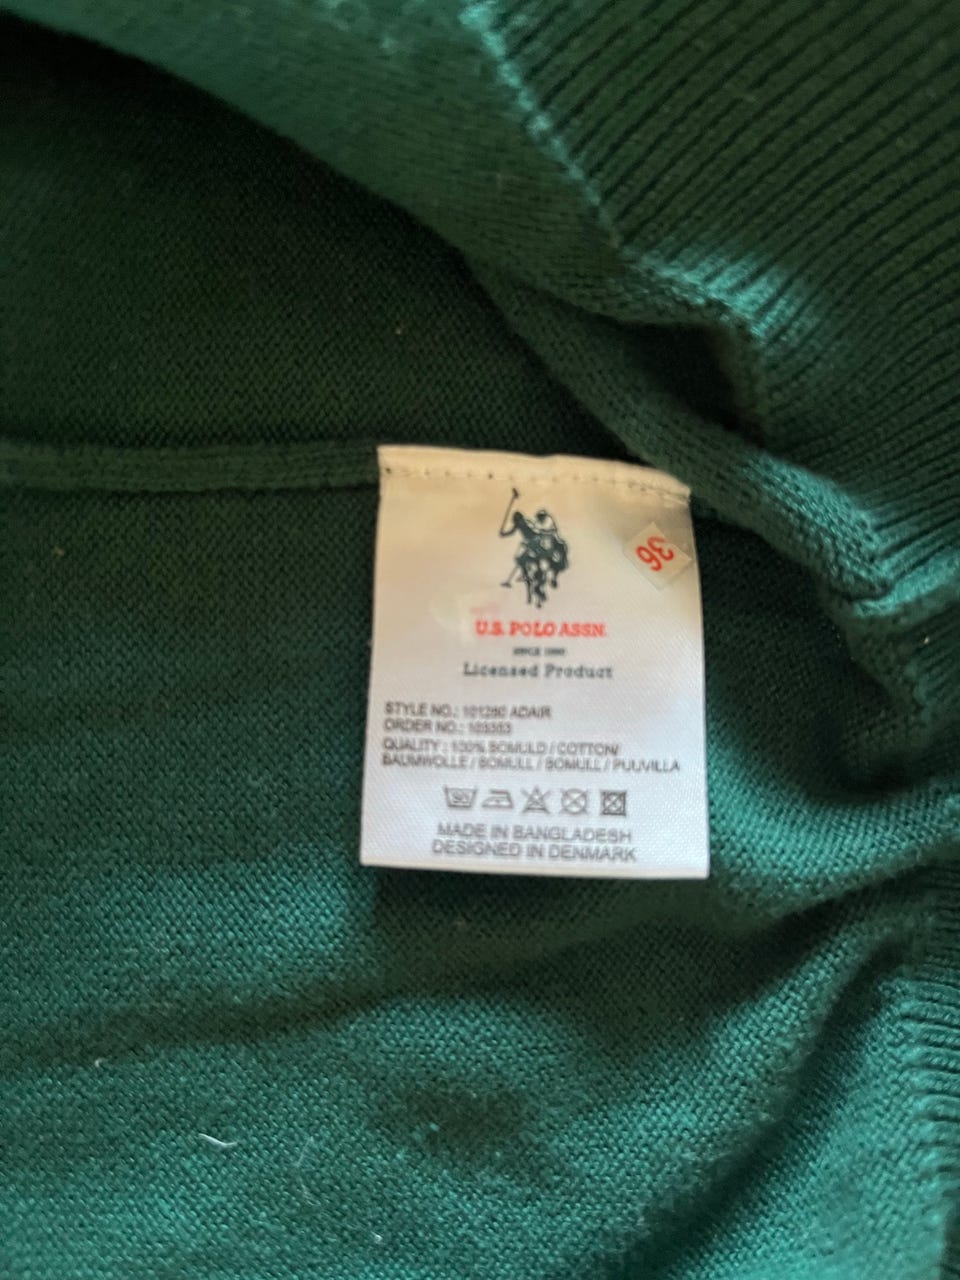 36
U.S. POLO ASSN.
SINCE 1890
Licensed Product
STYLE NO.: 101280 ADAIR
ORDER NO.: 103353
QUALITY : 100% BOMULD / COTTON/
BAUMWOLLE / BOMULL / BOMULL / PUUVILLA
MADE IN BANGLADESH
DESIGNED IN DENMARK